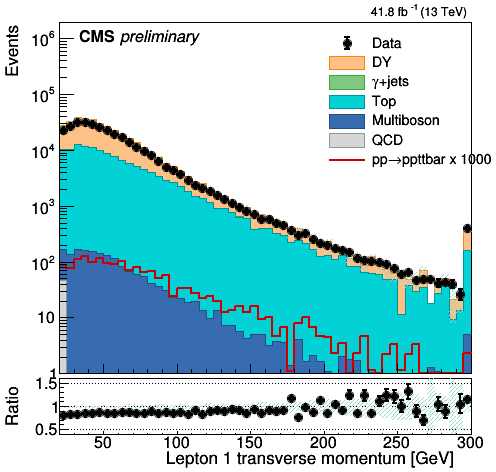 41.8 fb⁻¹ (13 TeV)
CMS preliminary
Events
10⁶
10⁵
10⁴
10³
10²
10
1
Data
DY
γ+jets
Top
Multiboson
QCD
pp→ppttbar x 1000
Ratio
1.5
1
0.5
50 100 150 200 250 300
Lepton 1 transverse momentum [GeV]